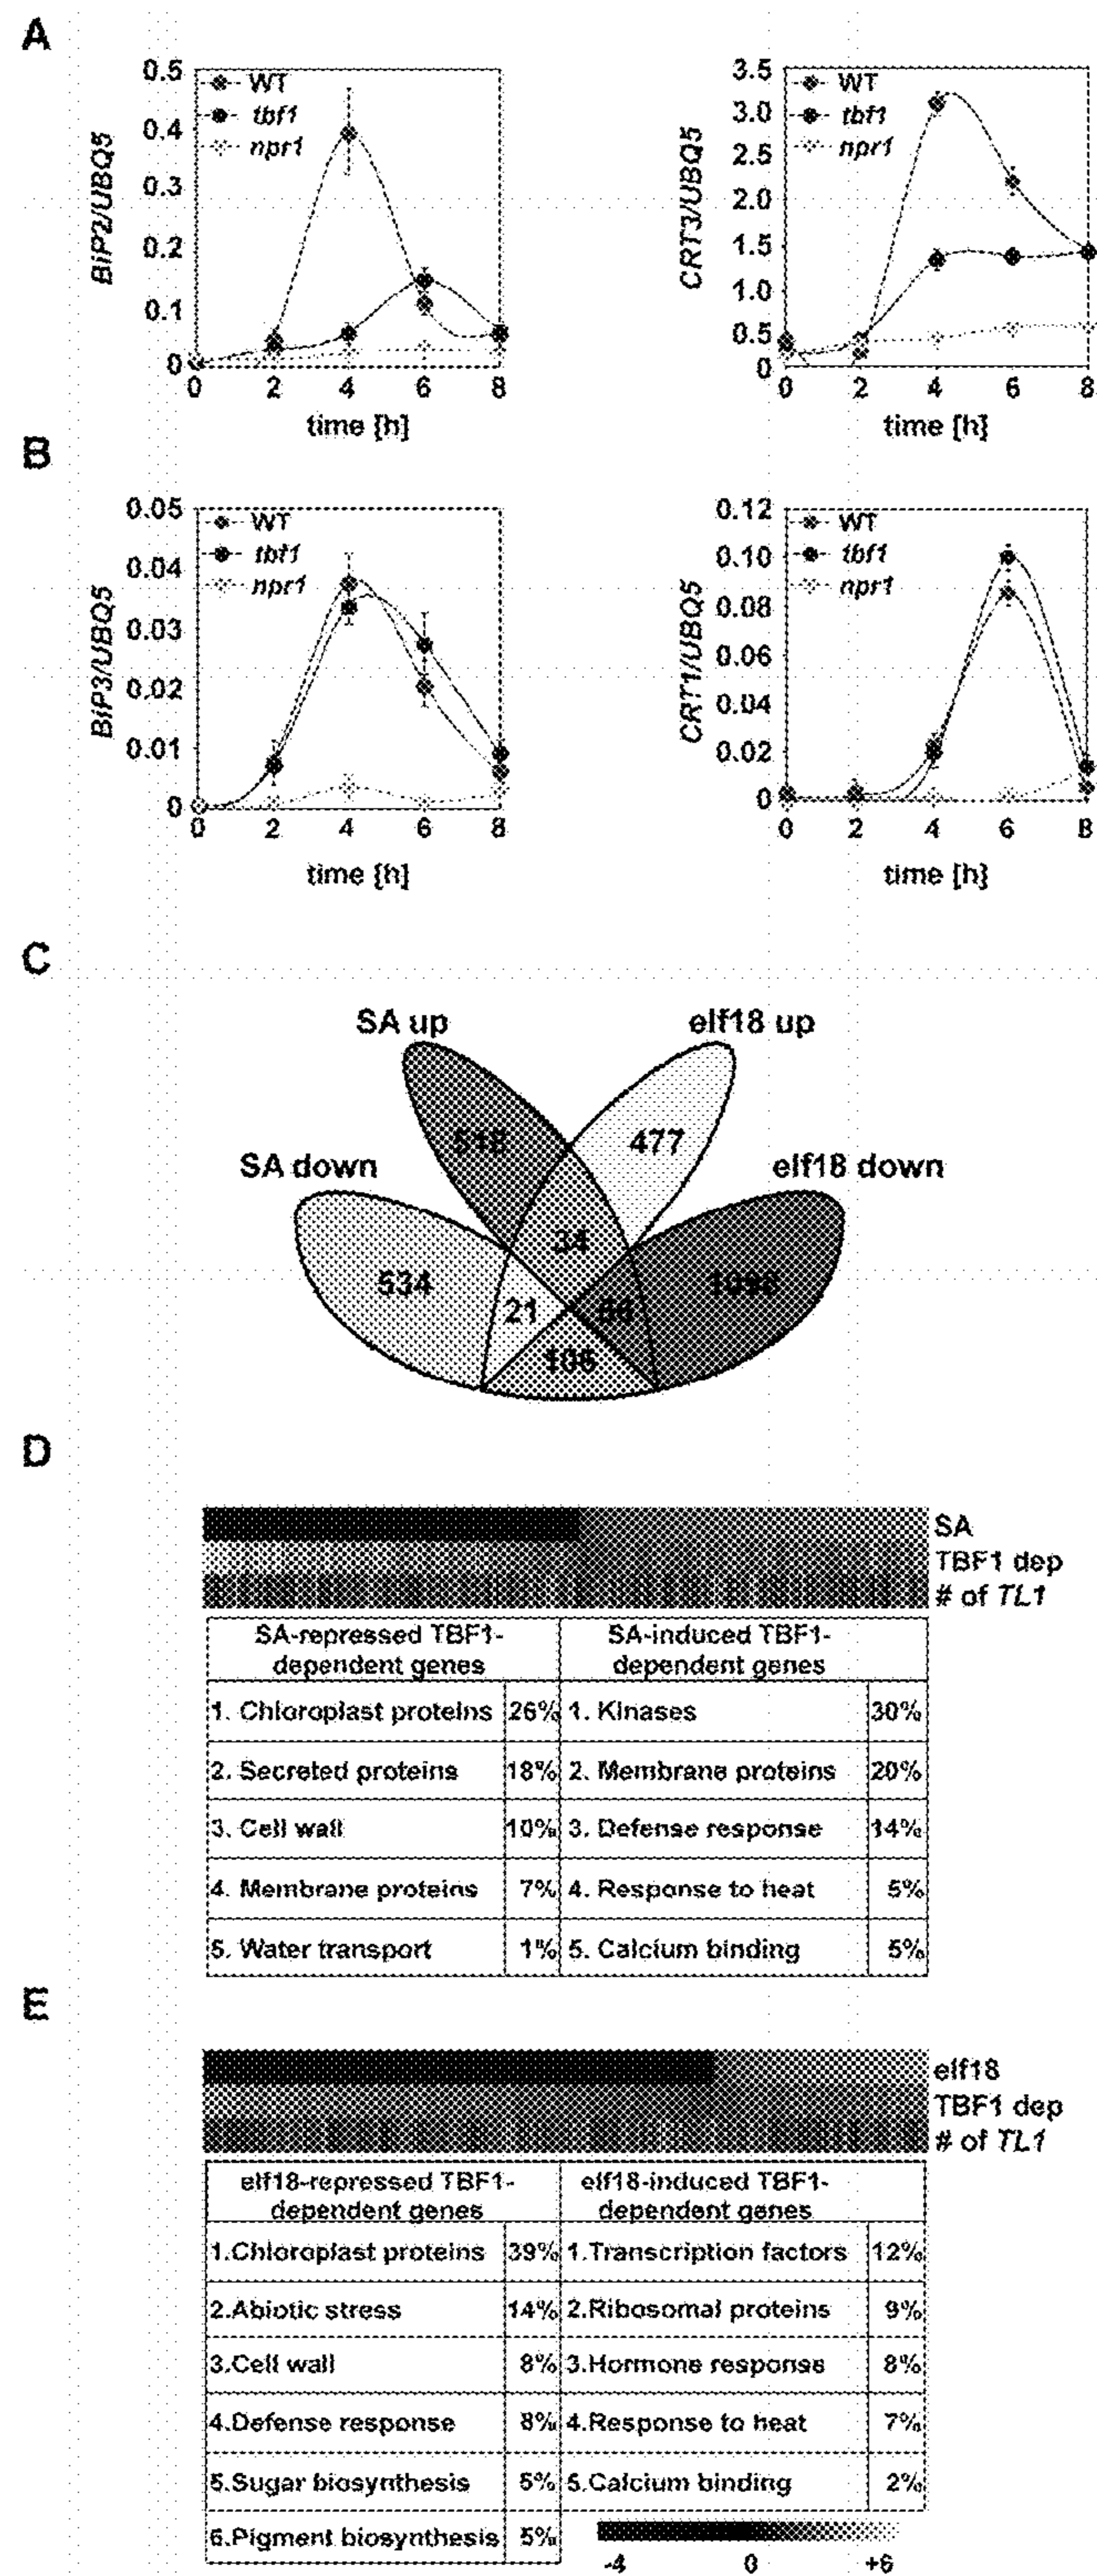 A
BiP2/UBQ5
0.5
0.4
0.3
0.2
0.1
0
WT
tbf1
npr1
0 2 4 6 8
time [h]
CRT3/UBQ5
3.5
3.0
2.5
2.0
1.5
1.0
0.5
0
WT
tbf1
npr1
0 2 4 6 8
time [h]
B
BiP3/UBQ5
0.05
0.04
0.03
0.02
0.01
0
WT
tbf1
npr1
0 2 4 6 8
time [h]
CRT1/UBQ5
0.12
0.10
0.08
0.06
0.04
0.02
0
WT
tbf1
npr1
0 2 4 6 8
time [h]
C
SA up elf18 up
518 477
SA down elf18 down
34
534 1098
21 56
106
D
SA
TBF1 dep
# of TL1
SA-repressed TBF1-
dependent genes
SA-induced TBF1-
dependent genes
1. Chloroplast proteins 26% 1. Kinases 30%
2. Secreted proteins 18% 2. Membrane proteins 20%
3. Cell wall 10% 3. Defense response 14%
4. Membrane proteins 7% 4. Response to heat 5%
5. Water transport 1% 5. Calcium binding 5%
E
elf18
TBF1 dep
# of TL1
elf18-repressed TBF1-
dependent genes
elf18-induced TBF1-
dependent genes
1.Chloroplast proteins 39% 1.Transcription factors 12%
2.Abiotic stress 14% 2.Ribosomal proteins 9%
3.Cell wall 8% 3.Hormone response 8%
4.Defense response 8% 4.Response to heat 7%
5.Sugar biosynthesis 5% 5.Calcium binding 2%
6.Pigment biosynthesis 5%
-4 0 +6